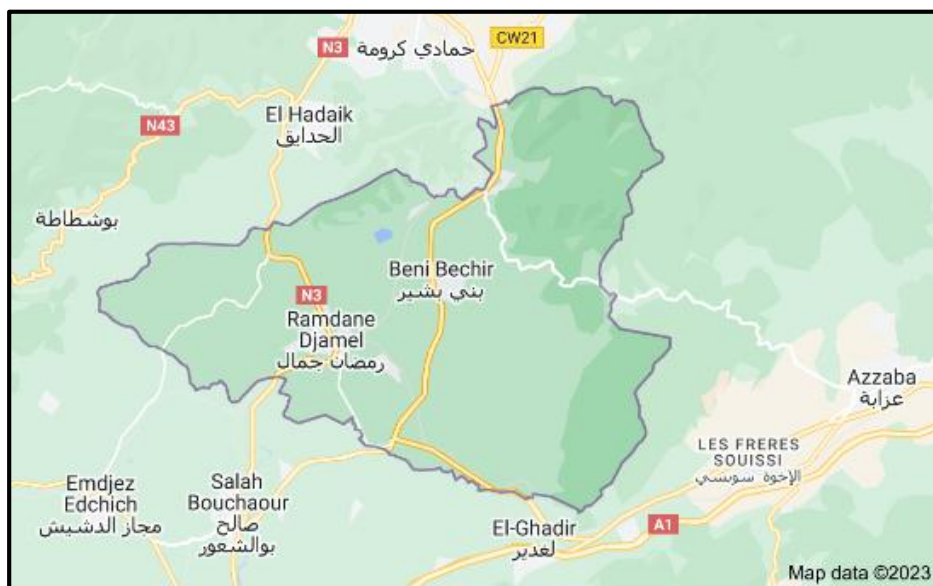 CW21
N3
حمادي كرومة
N43
El Hadaik
الحدايق
بوشطاطة
Beni Bechir
بني بشير
N3
Ramdane
Djamel
رمضان جمال
Azzaba
عزابة
LES FRERES
SOUISSI
الإخوة سويسي
Emdjez
Edchich
مجاز الدشيش
Salah
Bouchaour
صالح
بوالشعور
El-Ghadir
لغدير
A1
Map data ©2023